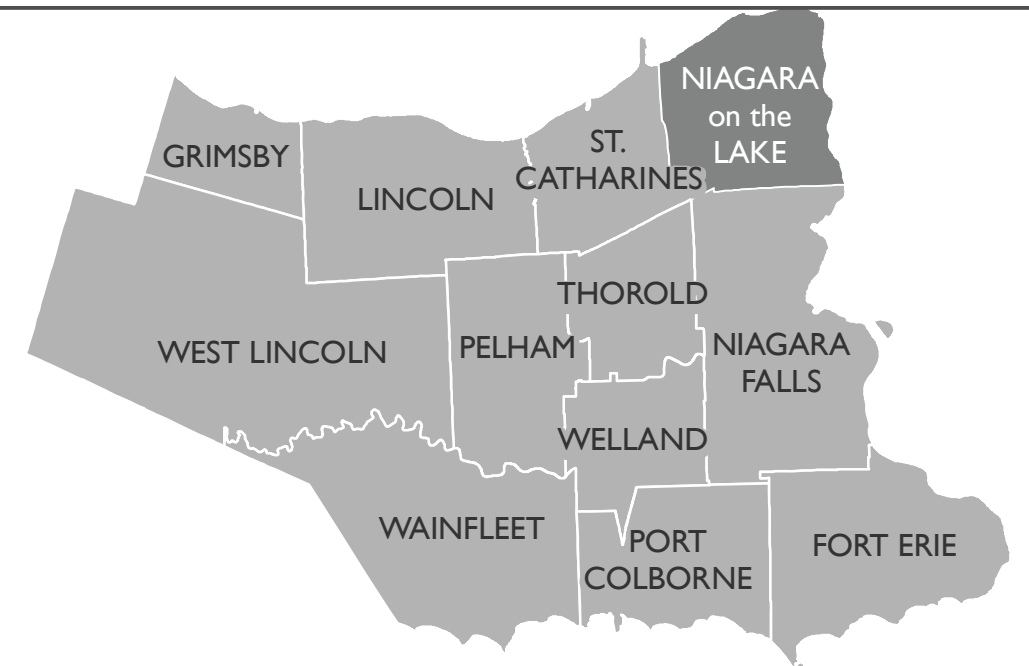 NIAGARA
on the
LAKE
ST.
CATHARINES
GRIMSBY
LINCOLN
THOROLD
WEST LINCOLN
PELHAM
NIAGARA
FALLS
WELLAND
WAINFLEET
PORT
COLBORNE
FORT ERIE